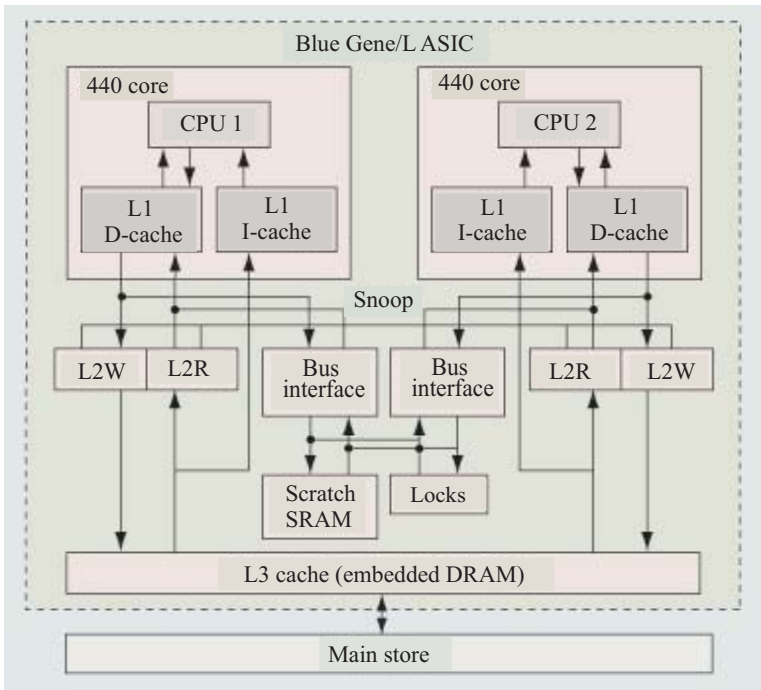 Blue Gene/L ASIC
440 core
440 core
CPU 1
CPU 2
L1
D-cache
L1
I-cache
L1
I-cache
L1
D-cache
Snoop
L2W
L2R
Bus
interface
Bus
interface
L2R
L2W
Scratch
SRAM
Locks
L3 cache (embedded DRAM)
Main store